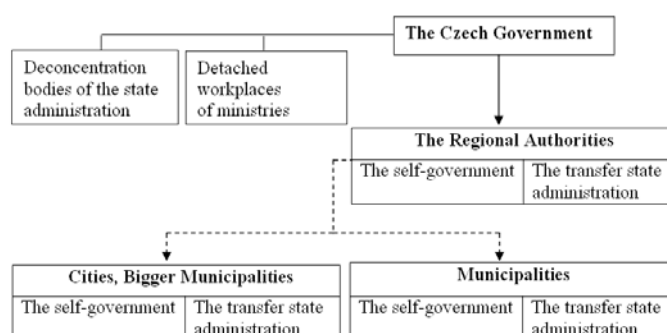 The Czech Government
Deconcentration
bodies of the state
administration
Detached
workplaces
of ministries
The Regional Authorities
The self-government
The transfer state
administration
Cities, Bigger Municipalities
The self-government
The transfer state
administration
Municipalities
The self-government
The transfer state
administration